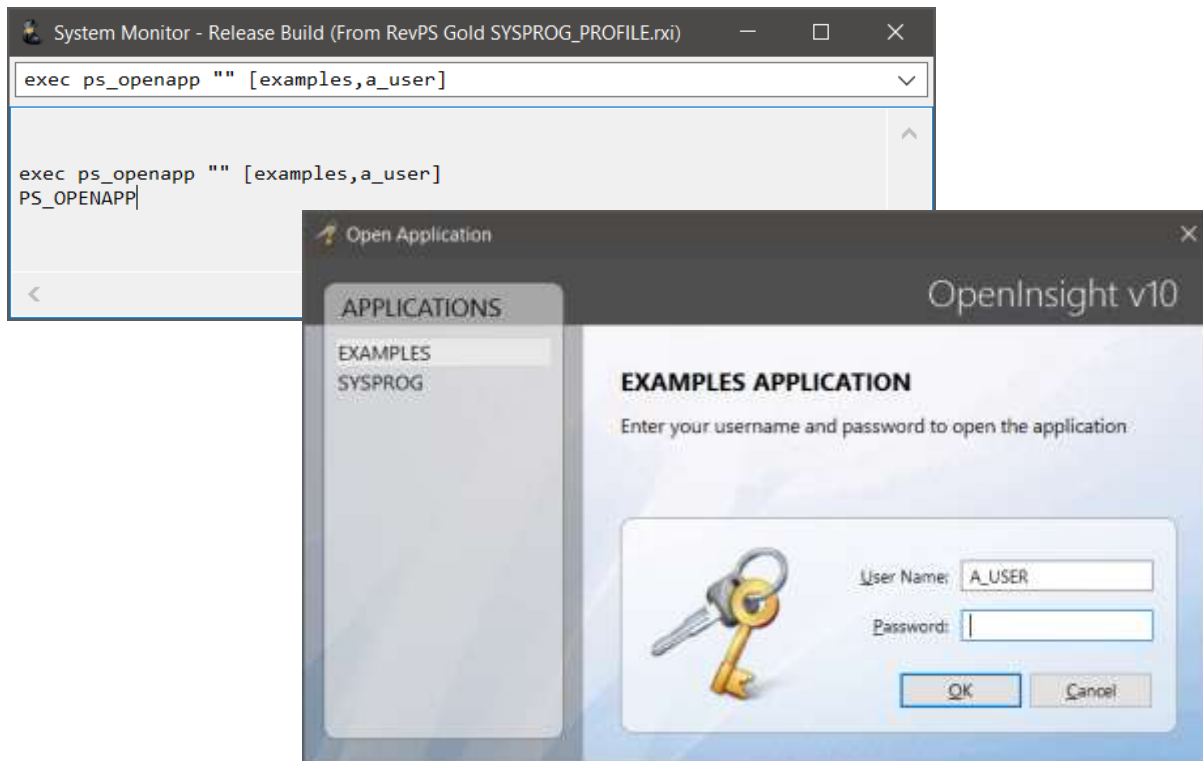 System Monitor - Release Build (From RevPS Gold SYSPROG_PROFILE.rxi)
exec ps_openapp "" [examples,a_user]
exec ps_openapp "" [examples,a_user]
PS_OPENAPP
Open Application
OpenInsight v10
APPLICATIONS
EXAMPLES
SYSPROG
EXAMPLES APPLICATION
Enter your username and password to open the application
User Name: A_USER
Password:
OK Cancel